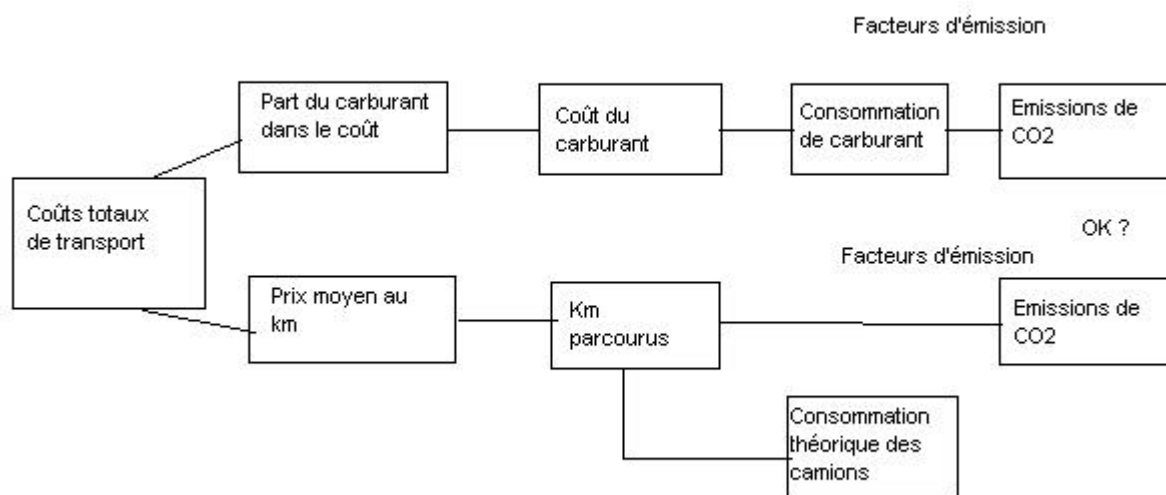 Facteurs d'émission
Part du carburant
dans le coût
Coût du
carburant
Consommation
de carburant
Emissions de
CO2
Coûts totaux
de transport
OK ?
Facteurs d'émission
Prix moyen au
km
Km
parcourus
Emissions de
CO2
Consommation
théorique des
camions